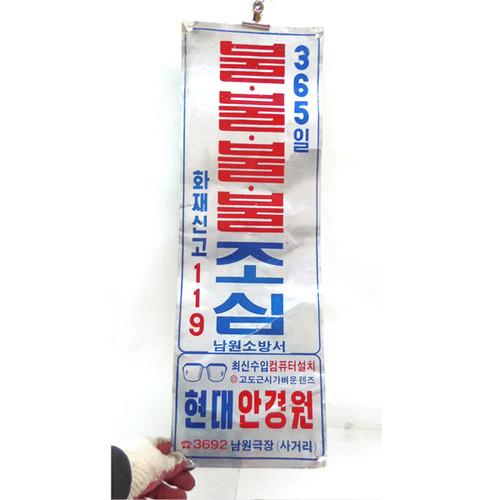 365일
불·불·불·불
조심
화재신고 119
남원소방서
최신수입컴퓨터설치
◎고도근시가벼운렌즈
현대안경원
☎3692 남원극장 (사거리)